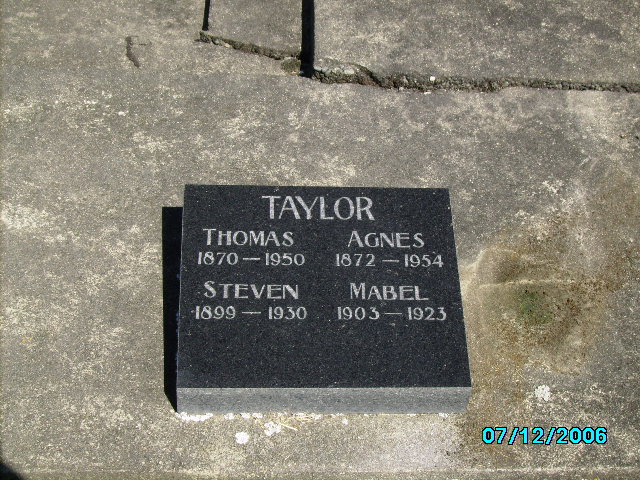 TAYLOR
THOMAS AGNES
1870 — 1950 1872 — 1954
STEVEN MABEL
1899 — 1930 1903 — 1923
07/12/2006